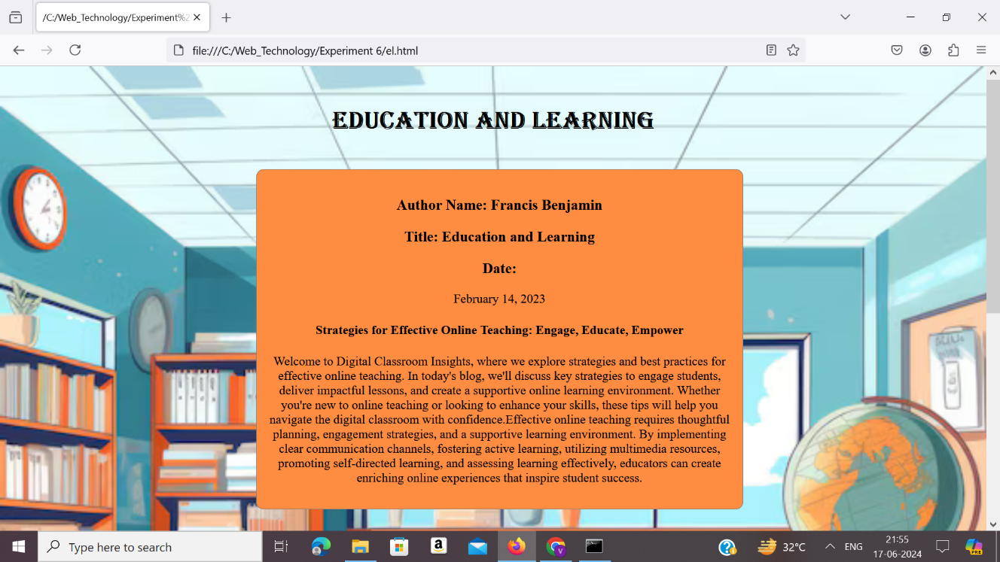 /C:/Web_Technology/Experiment%2
file:///C:/Web_Technology/Experiment 6/el.html
EDUCATION AND LEARNING
Author Name: Francis Benjamin
Title: Education and Learning
Date:
February 14, 2023
Strategies for Effective Online Teaching: Engage, Educate, Empower
Welcome to Digital Classroom Insights, where we explore strategies and best practices for
effective online teaching. In today's blog, we'll discuss key strategies to engage students,
deliver impactful lessons, and create a supportive online learning environment. Whether
you're new to online teaching or looking to enhance your skills, these tips will help you
navigate the digital classroom with confidence.Effective online teaching requires thoughtful
planning, engagement strategies, and a supportive learning environment. By implementing
clear communication channels, fostering active learning, utilizing multimedia resources,
promoting self-directed learning, and assessing learning effectively, educators can create
enriching online experiences that inspire student success.
Type here to search
32°C
ENG
21:55
17-06-2024
PRE